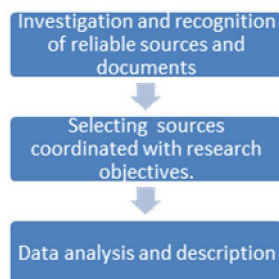 Investigation and recognition
of reliable sources and
documents
Selecting sources
coordinated with research
objectives.
Data analysis and description